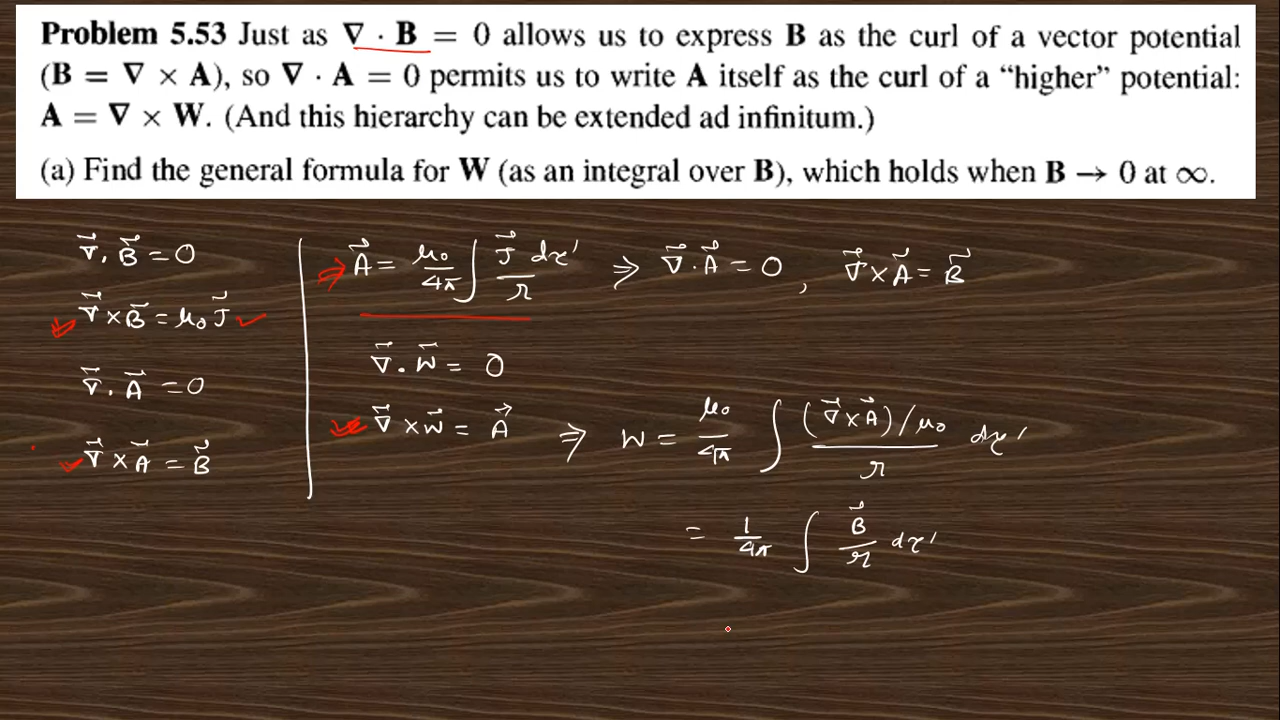 Problem 5.53 Just as ∇ · B = 0 allows us to express B as the curl of a vector potential
(B = ∇ × A), so ∇ · A = 0 permits us to write A itself as the curl of a “higher” potential:
A = ∇ × W. (And this hierarchy can be extended ad infinitum.)
(a) Find the general formula for W (as an integral over B), which holds when B → 0 at ∞.
∇⃗ . B⃗ = 0
∇⃗ × B⃗ = μ₀ J⃗
∇⃗ . A⃗ = 0
∇⃗ × A⃗ = B⃗
⇒ A⃗ = μ₀/4π ∫ J⃗ dτ′/r ⇒ ∇⃗ . A⃗ = 0 , ∇⃗ × A⃗ = B⃗
∇⃗ . W⃗ = 0
∇⃗ × W⃗ = A⃗ ⇒ W = μ₀/4π ∫ (∇⃗ × A⃗)/μ₀ / r dτ′
= 1/4π ∫ B⃗/r dτ′